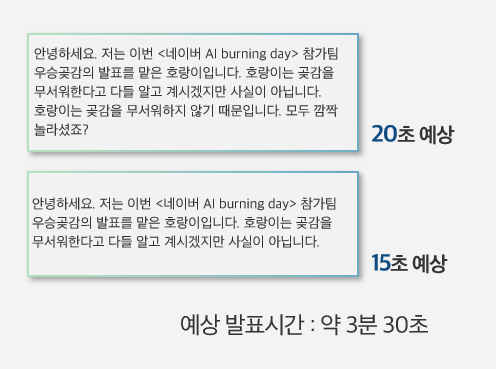 안녕하세요. 저는 이번 <네이버 AI burning day> 참가팀
우승곶감의 발표를 맡은 호랑이입니다. 호랑이는 곶감을
무서워한다고 다들 알고 계시겠지만 사실이 아닙니다.
호랑이는 곶감을 무서워하지 않기 때문입니다. 모두 깜짝
놀라셨죠?
20초 예상
안녕하세요. 저는 이번 <네이버 AI burning day> 참가팀
우승곶감의 발표를 맡은 호랑이입니다. 호랑이는 곶감을
무서워한다고 다들 알고 계시겠지만 사실이 아닙니다.
15초 예상
예상 발표시간 : 약 3분 30초